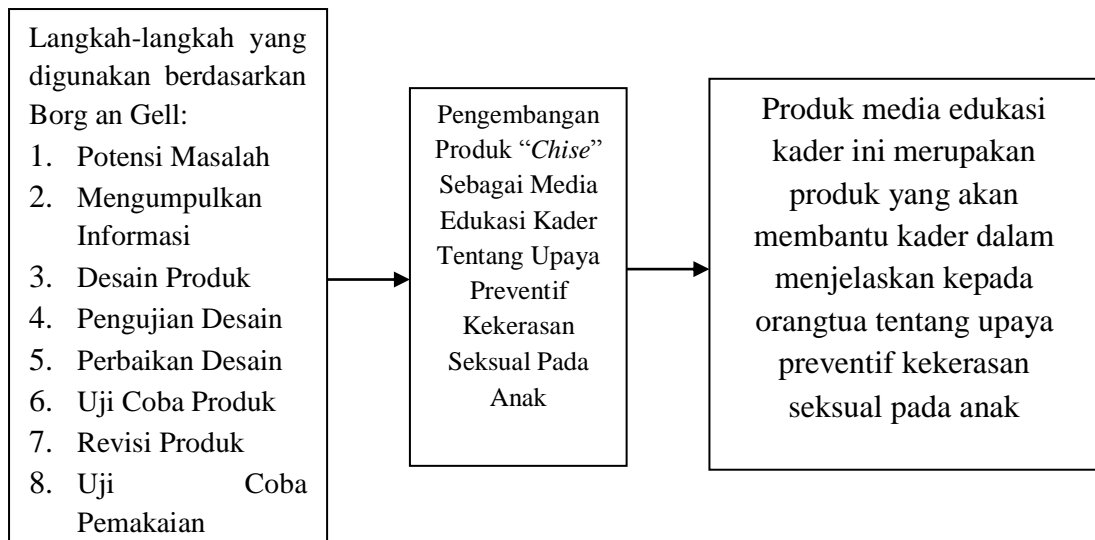 Langkah-langkah yang
digunakan berdasarkan
Borg an Gell:
1. Potensi Masalah
2. Mengumpulkan
Informasi
3. Desain Produk
4. Pengujian Desain
5. Perbaikan Desain
6. Uji Coba Produk
7. Revisi Produk
8. Uji Coba
Pemakaian
Pengembangan
Produk “Chise”
Sebagai Media
Edukasi Kader
Tentang Upaya
Preventif
Kekerasan
Seksual Pada
Anak
Produk media edukasi
kader ini merupakan
produk yang akan
membantu kader dalam
menjelaskan kepada
orangtua tentang upaya
preventif kekerasan
seksual pada anak